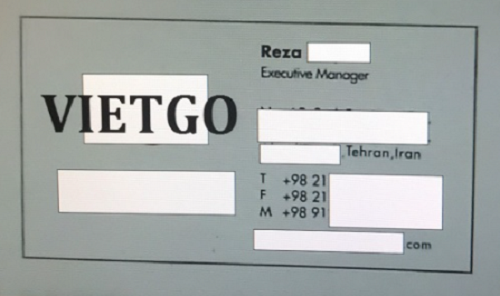 VIETGO
Reza
Executive Manager
Tehran,Iran
T +98 21
F +98 21
M +98 91
com